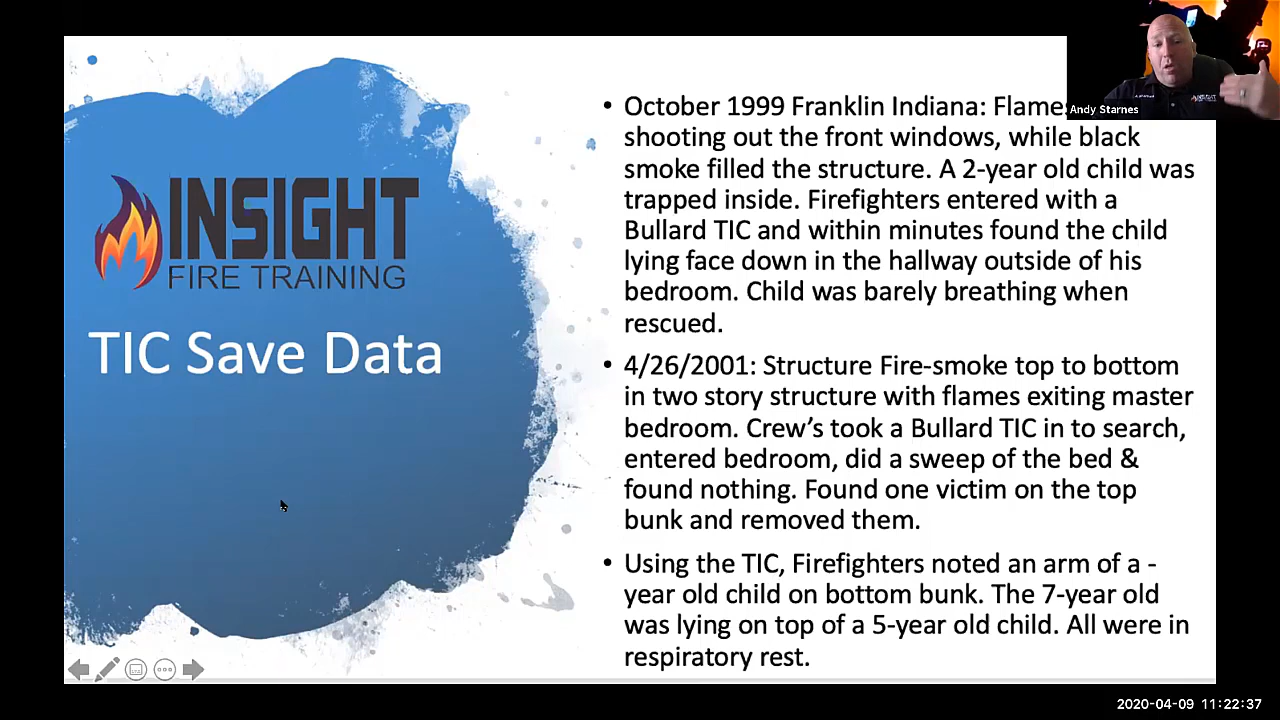 INSIGHT
FIRE TRAINING
TIC Save Data
• October 1999 Franklin Indiana: Flames
shooting out the front windows, while black
smoke filled the structure. A 2-year old child was
trapped inside. Firefighters entered with a
Bullard TIC and within minutes found the child
lying face down in the hallway outside of his
bedroom. Child was barely breathing when
rescued.
• 4/26/2001: Structure Fire-smoke top to bottom
in two story structure with flames exiting master
bedroom. Crew’s took a Bullard TIC in to search,
entered bedroom, did a sweep of the bed &
found nothing. Found one victim on the top
bunk and removed them.
• Using the TIC, Firefighters noted an arm of a -
year old child on bottom bunk. The 7-year old
was lying on top of a 5-year old child. All were in
respiratory rest.
Andy Starnes
2020-04-09 11:22:37